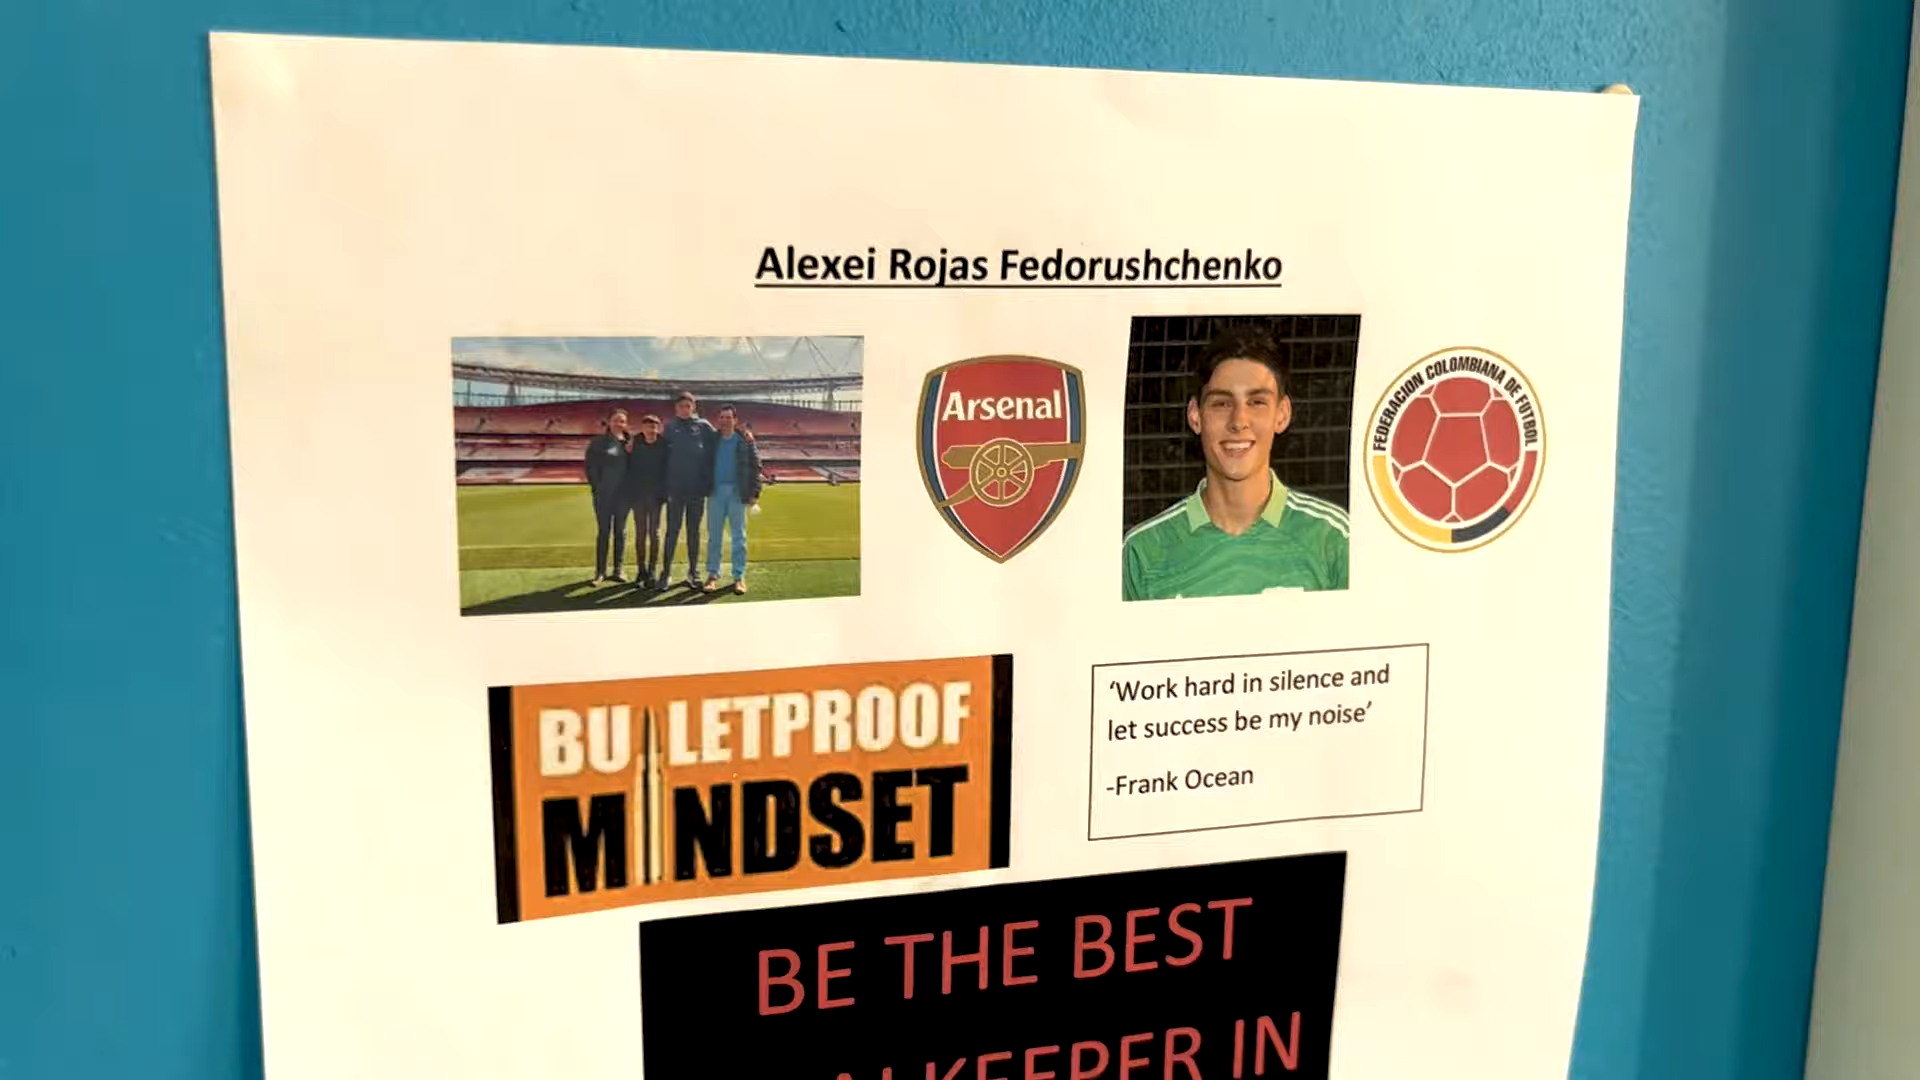 Alexei Rojas Fedorushchenko
Arsenal
FEDERACION COLOMBIANA DE FUTBOL
BULLETPROOF
MINDSET
‘Work hard in silence and
let success be my noise’
-Frank Ocean
BE THE BEST
IN